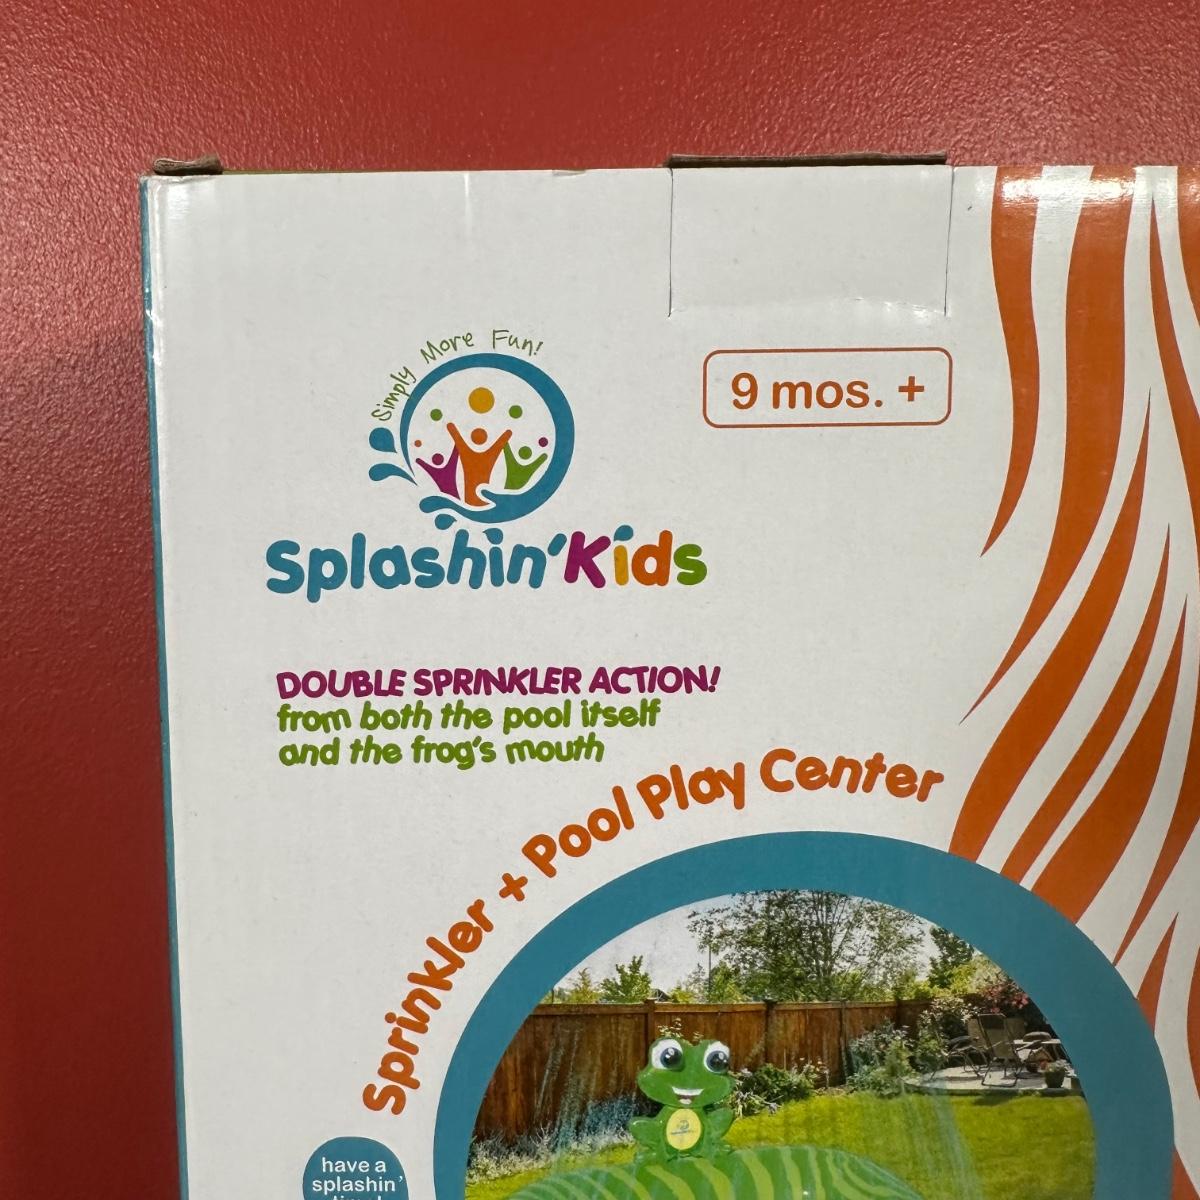 Simply More Fun!
9 mos. +
Splashin'Kids
DOUBLE SPRINKLER ACTION!
from both the pool itself
and the frog's mouth
Sprinkler + Pool Play Center
have a
splashin'